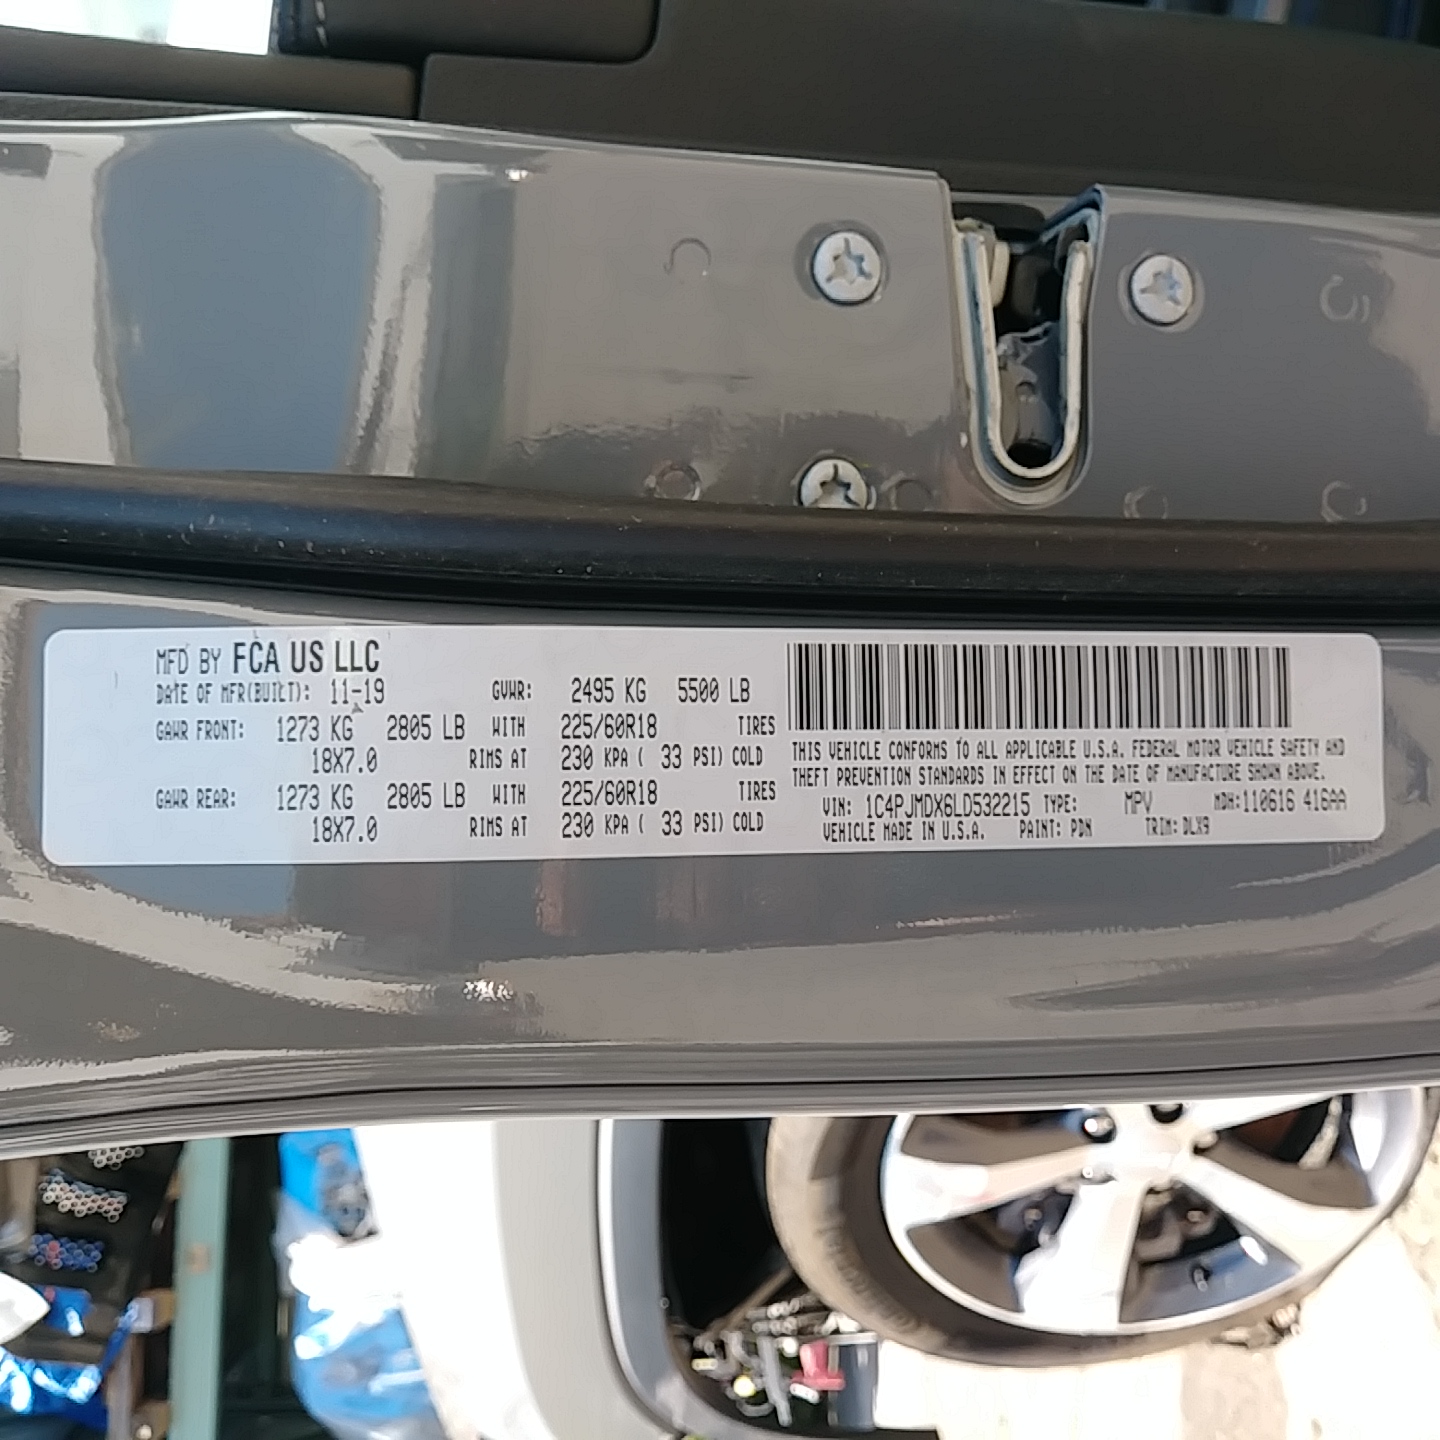 MFD BY FCA US LLC
DATE OF MFR(BUILT): 11-19 GVWR: 2495 KG 5500 LB
GAWR FRONT: 1273 KG 2805 LB WITH 225/60R18 TIRES
18X7.0 RIMS AT 230 KPA ( 33 PSI) COLD
GAWR REAR: 1273 KG 2805 LB WITH 225/60R18 TIRES
18X7.0 RIMS AT 230 KPA ( 33 PSI) COLD
THIS VEHICLE CONFORMS TO ALL APPLICABLE U.S.A. FEDERAL MOTOR VEHICLE SAFETY AND
THEFT PREVENTION STANDARDS IN EFFECT ON THE DATE OF MANUFACTURE SHOWN ABOVE.
VIN: 1C4PJMDX6LD532215 TYPE: MPV MDH:110616 416AA
VEHICLE MADE IN U.S.A. PAINT: PDN TRIM: DLX9